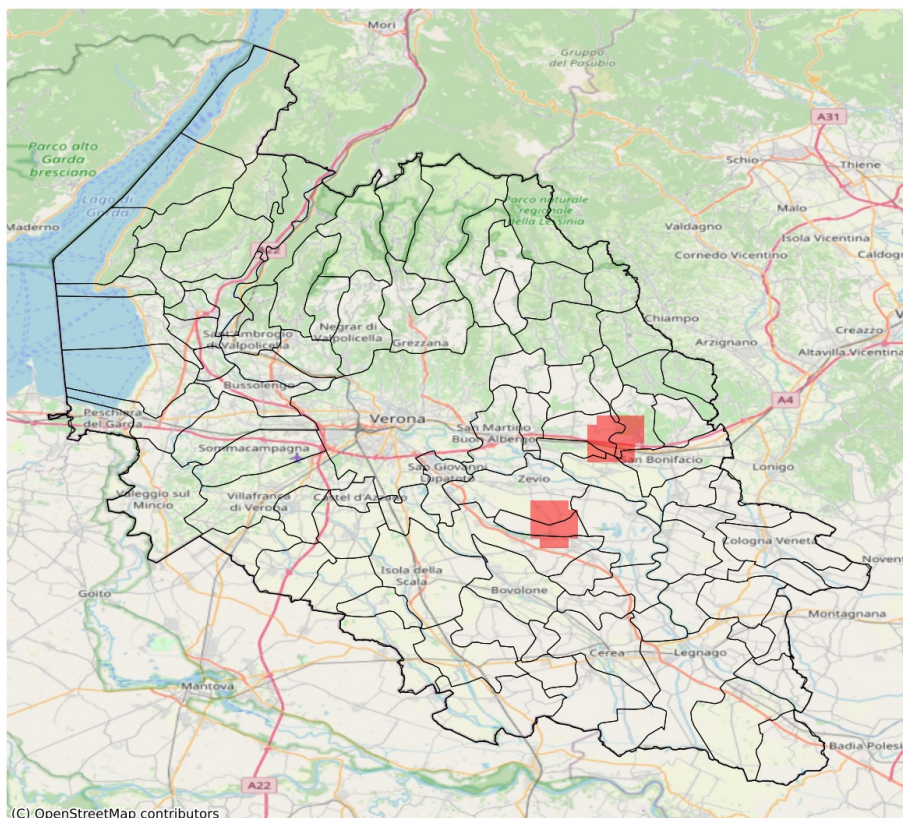 Mori
Gruppo
del Pasubio
A31
Parco alto
Garda
bresciano
Schio
Thiene
Lago di
Garda
Parco naturale
regionale
della Lessinia
Malo
Maderno
Valdagno
Isola Vicentina
A22
Cornedo Vicentino
Chiampo
Sant'Ambrogio
di Valpolicella
Negrar di
Valpolicella
Grezzana
Creazzo
Arzignano
Altavilla Vicentina
Bussolengo
A4
Peschiera
del Garda
Verona
San Martino
Buon Albergo
Sommacampagna
San Bonifacio
Lonigo
San Giovanni
Lupatoto
Zevio
Valeggio sul
Mincio
Villafranca
di Verona
Castel d'Azzano
Cologna Veneta
Isola della
Scala
Goito
Bovolone
Montagnana
Cerea
Legnago
Mantova
Badia Polesi
A22
(C) OpenStreetMap contributors